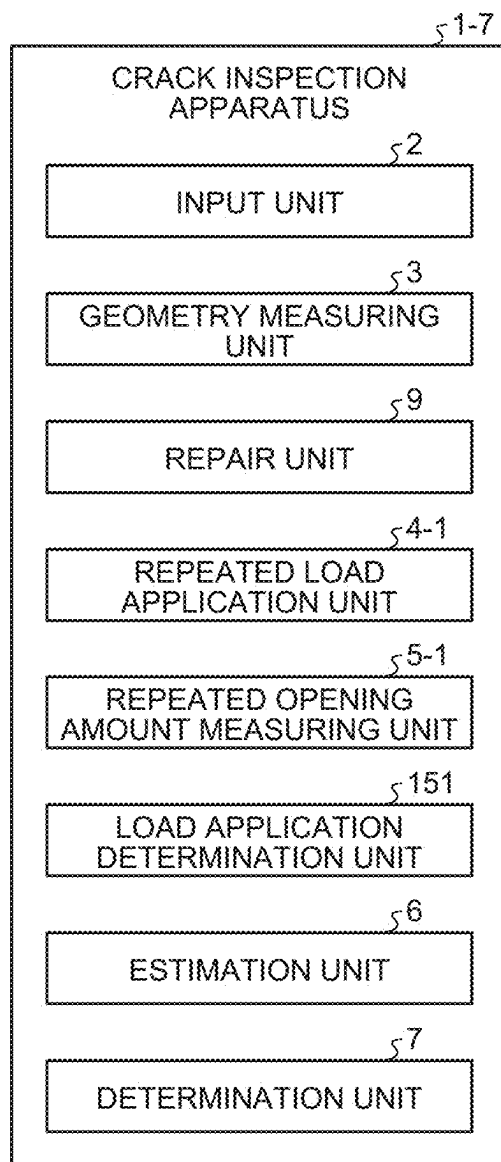 1-7
CRACK INSPECTION
APPARATUS
2
INPUT UNIT
3
GEOMETRY MEASURING
UNIT
9
REPAIR UNIT
4-1
REPEATED LOAD
APPLICATION UNIT
5-1
REPEATED OPENING
AMOUNT MEASURING UNIT
151
LOAD APPLICATION
DETERMINATION UNIT
6
ESTIMATION UNIT
7
DETERMINATION UNIT